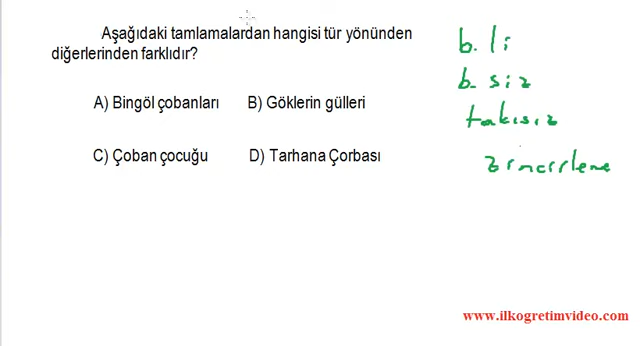 Aşağıdaki tamlamalardan hangisi tür yönünden
diğerlerinden farklıdır?
A) Bingöl çobanları B) Göklerin gülleri
C) Çoban çocuğu D) Tarhana Çorbası
b. li
b. siz
takısız
zincirleme
www.ilkogretimvideo.com